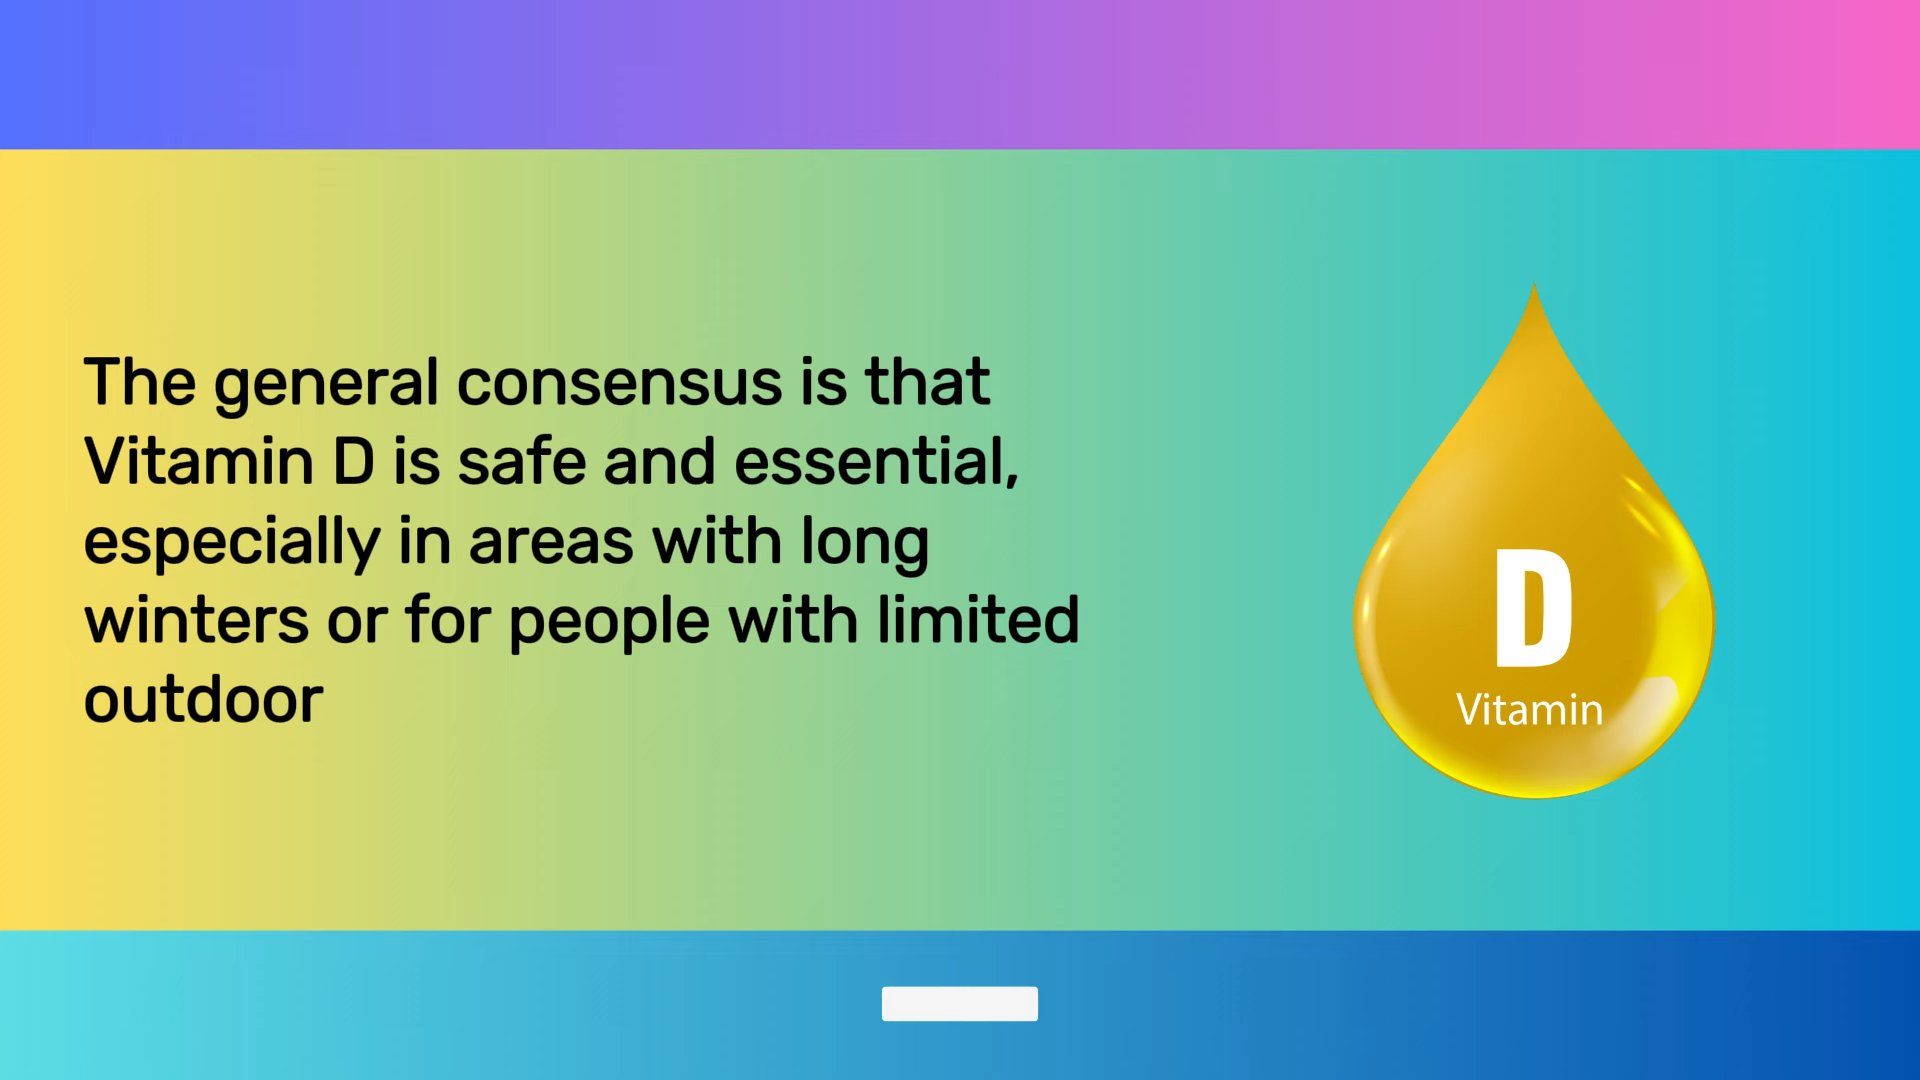 The general consensus is that
Vitamin D is safe and essential,
especially in areas with long
winters or for people with limited
outdoor
D
Vitamin